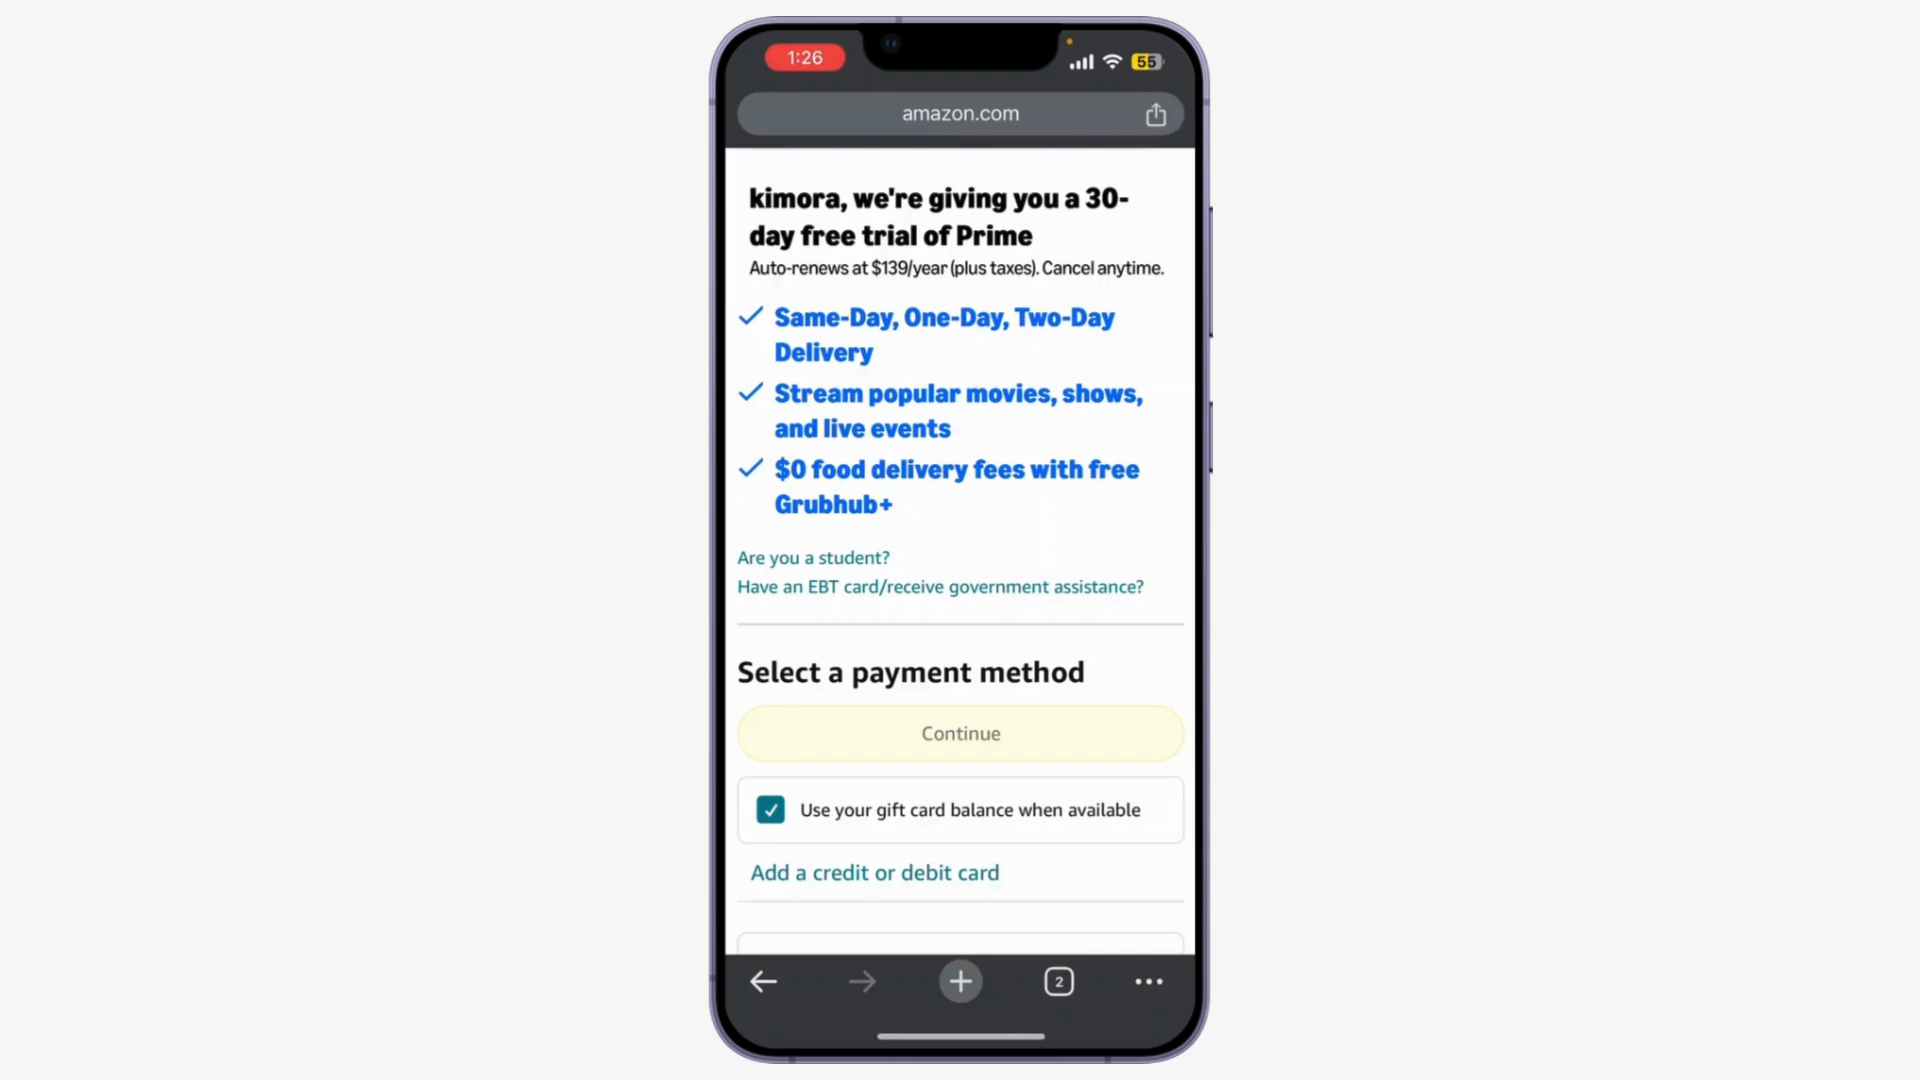 1:26
55
amazon.com
kimora, we're giving you a 30-
day free trial of Prime
Auto-renews at $139/year (plus taxes). Cancel anytime.
Same-Day, One-Day, Two-Day
Delivery
Stream popular movies, shows,
and live events
$0 food delivery fees with free
Grubhub+
Are you a student?
Have an EBT card/receive government assistance?
Select a payment method
Continue
Use your gift card balance when available
Add a credit or debit card
2